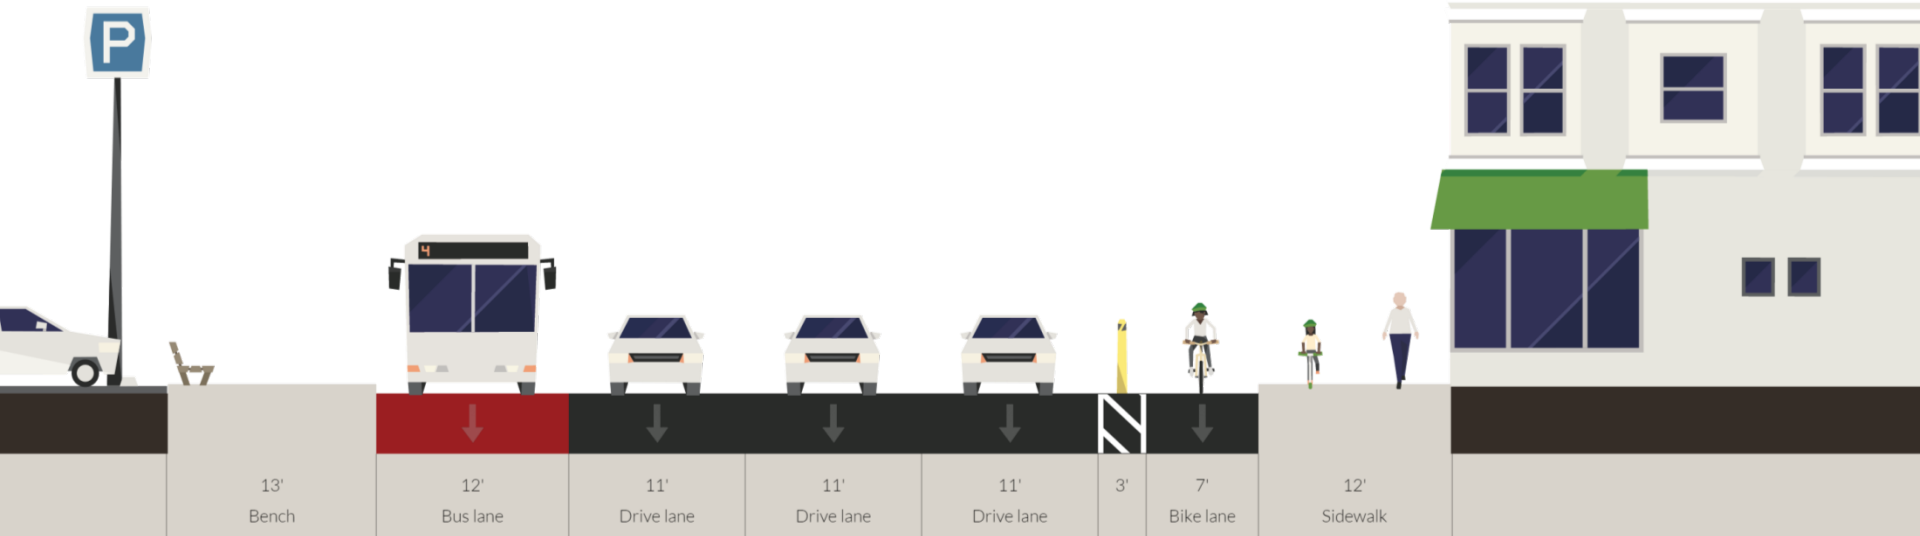 P
4
13' 12' 11' 11' 11' 3' 7' 12'
Bench Bus lane Drive lane Drive lane Drive lane Bike lane Sidewalk